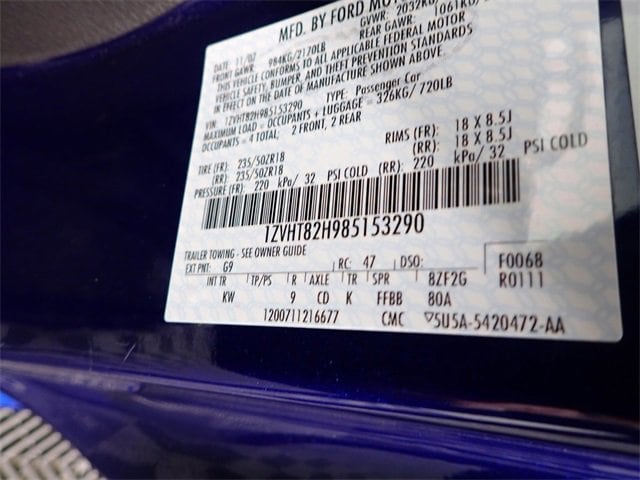 MFD. BY FORD MO
GVWR: 2032KG
DATE: 11/07
REAR GAWR: 1061KG/
FRONT GAWR: 984KG/2170LB
THIS VEHICLE CONFORMS TO ALL APPLICABLE FEDERAL MOTOR
VEHICLE SAFETY, BUMPER, AND THEFT PREVENTION STANDARDS
IN EFFECT ON THE DATE OF MANUFACTURE SHOWN ABOVE.
VIN: 1ZVHT82H985153290 TYPE: Passenger Car
MAXIMUM LOAD = OCCUPANTS + LUGGAGE = 326KG/ 720LB
OCCUPANTS = 4 TOTAL; 2 FRONT, 2 REAR
TIRE (FR): 235/50ZR18 RIMS (FR): 18 X 8.5J
(RR): 235/50ZR18 (RR): 18 X 8.5J
PRESSURE (FR): 220 kPa/ 32 PSI COLD (RR): 220 kPa/ 32 PSI COLD
1ZVHT82H985153290
TRAILER TOWING - SEE OWNER GUIDE
EXT PNT: G9 RC: 47 DSO: F0068
INT TR TP/PS R AXLE TR SPR 8ZF2G R0111
KW 9 CD K FFBB 80A
1200711216677 CMC 5U5A-5420472-AA